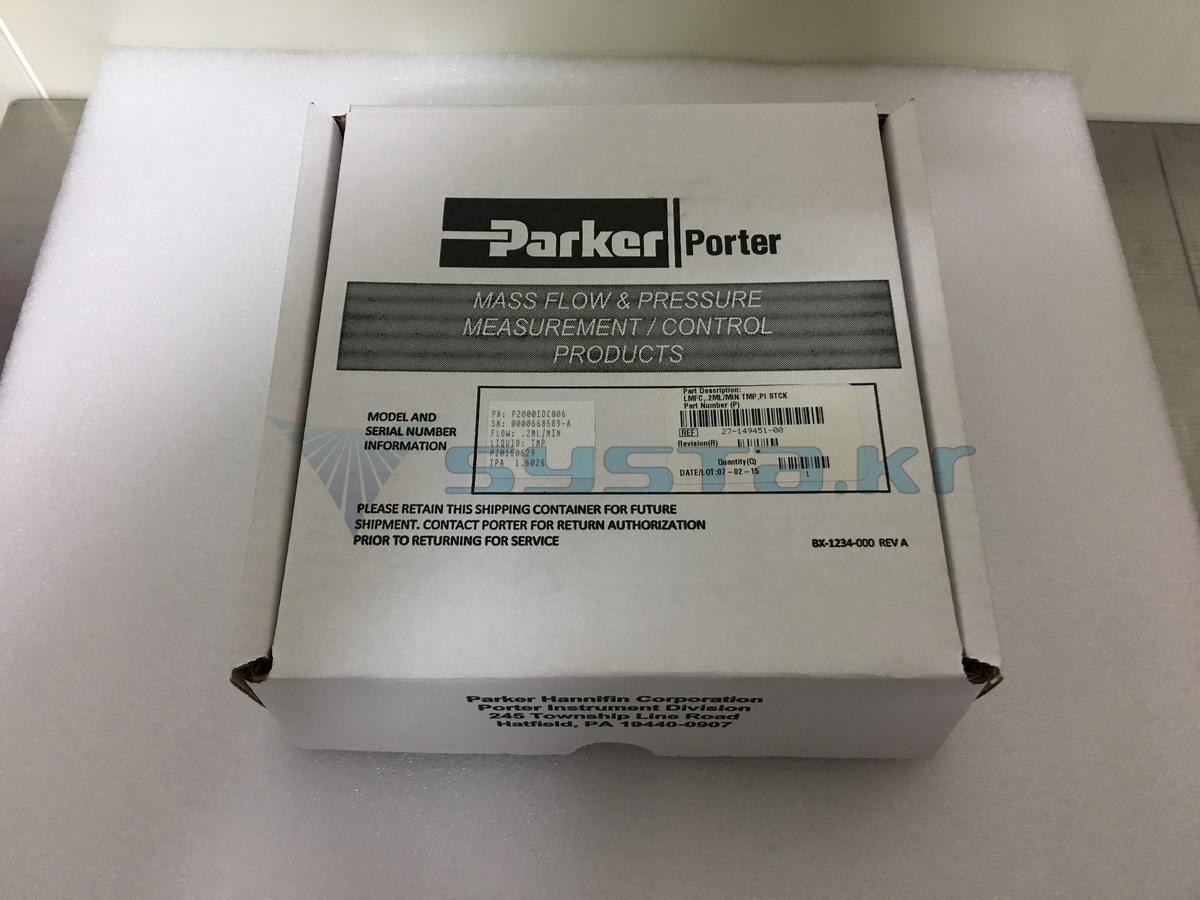 Parker Porter
MASS FLOW & PRESSURE
MEASUREMENT / CONTROL
PRODUCTS
MODEL AND
SERIAL NUMBER
INFORMATION
PN: P2000IDC006
SN: 0000668589-A
FLOW: .2ML/MIN
LIQUID: TMP
P20150629
IPA 1.6026
Part Description:
LMFC,.2ML/MIN TMP,PI STCK
Part Number (P)
REF 27-149451-00
Revision(R)
Quantity(Q)
DATE/LOT:07-02-15 1
systa.kr
PLEASE RETAIN THIS SHIPPING CONTAINER FOR FUTURE
SHIPMENT. CONTACT PORTER FOR RETURN AUTHORIZATION
PRIOR TO RETURNING FOR SERVICE
BX-1234-000 REV A
Parker Hannifin Corporation
Porter Instrument Division
245 Township Line Road
Hatfield, PA 19440-0907